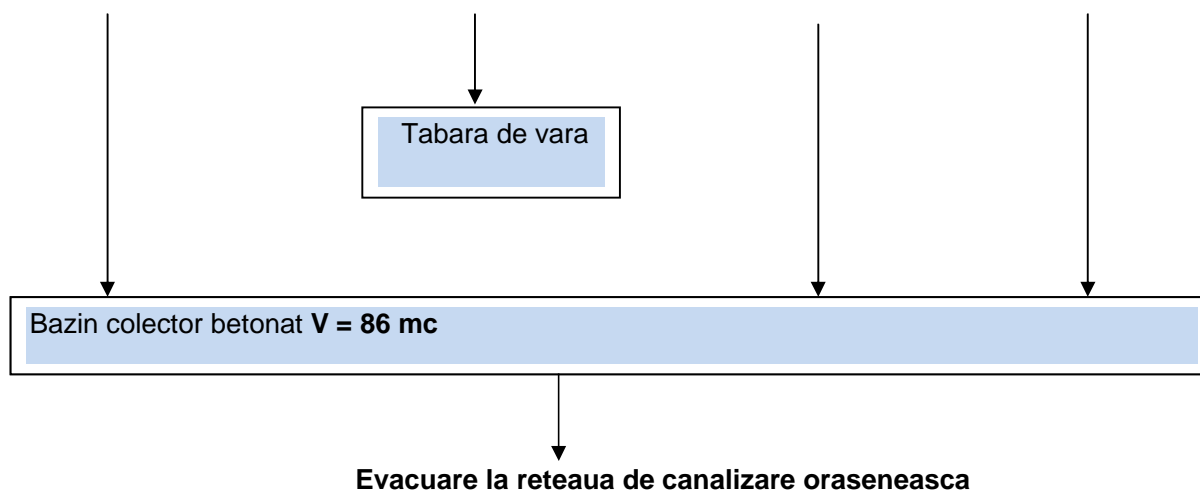 Tabara de vara
Bazin colector betonat V = 86 mc
Evacuare la reteaua de canalizare oraseneasca